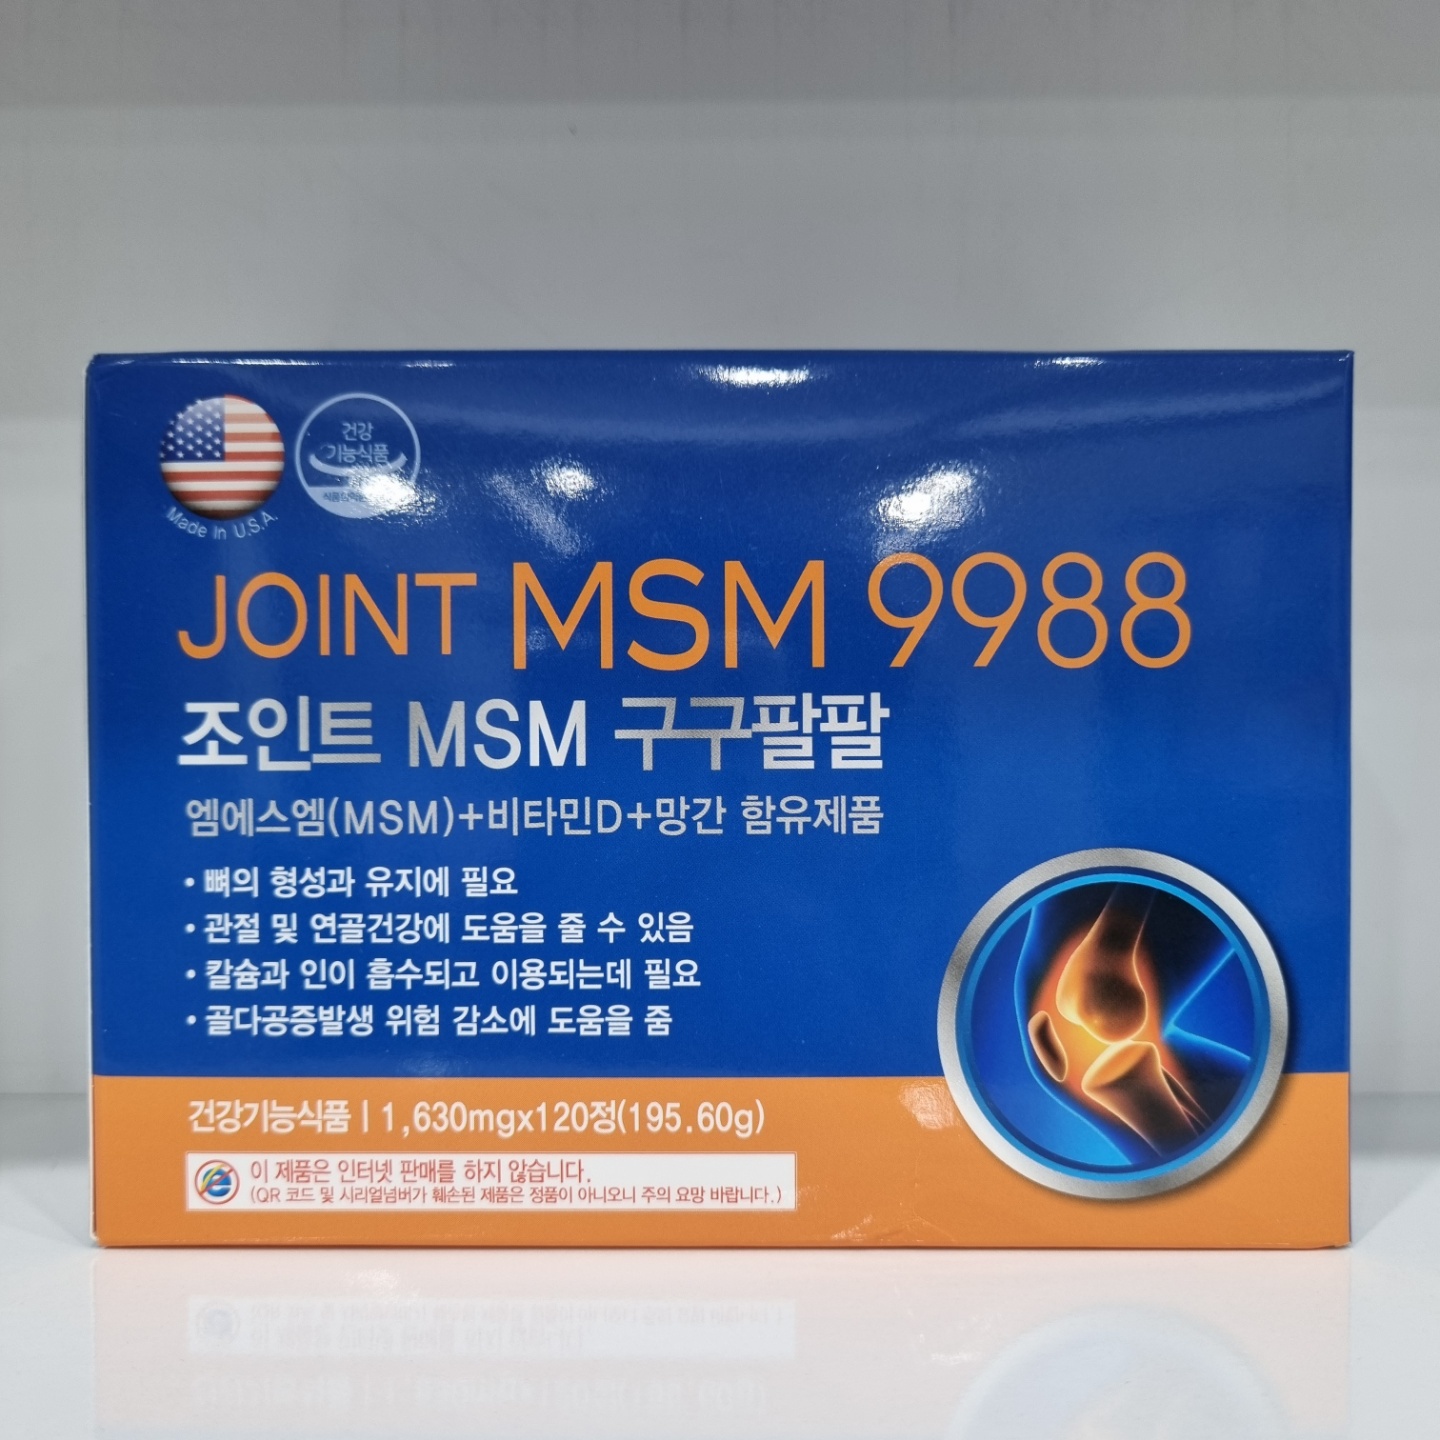 Made in U.S.A.
건강
기능식품
JOINT MSM 9988
조인트 MSM 구구팔팔
엠에스엠(MSM)+비타민D+망간 함유제품
• 뼈의 형성과 유지에 필요
• 관절 및 연골건강에 도움을 줄 수 있음
• 칼슘과 인이 흡수되고 이용되는데 필요
• 골다공증발생 위험 감소에 도움을 줌
건강기능식품 | 1,630mgx120정(195.60g)
이 제품은 인터넷 판매를 하지 않습니다.
(QR 코드 및 시리얼넘버가 훼손된 제품은 정품이 아니오니 주의 요망 바랍니다.)